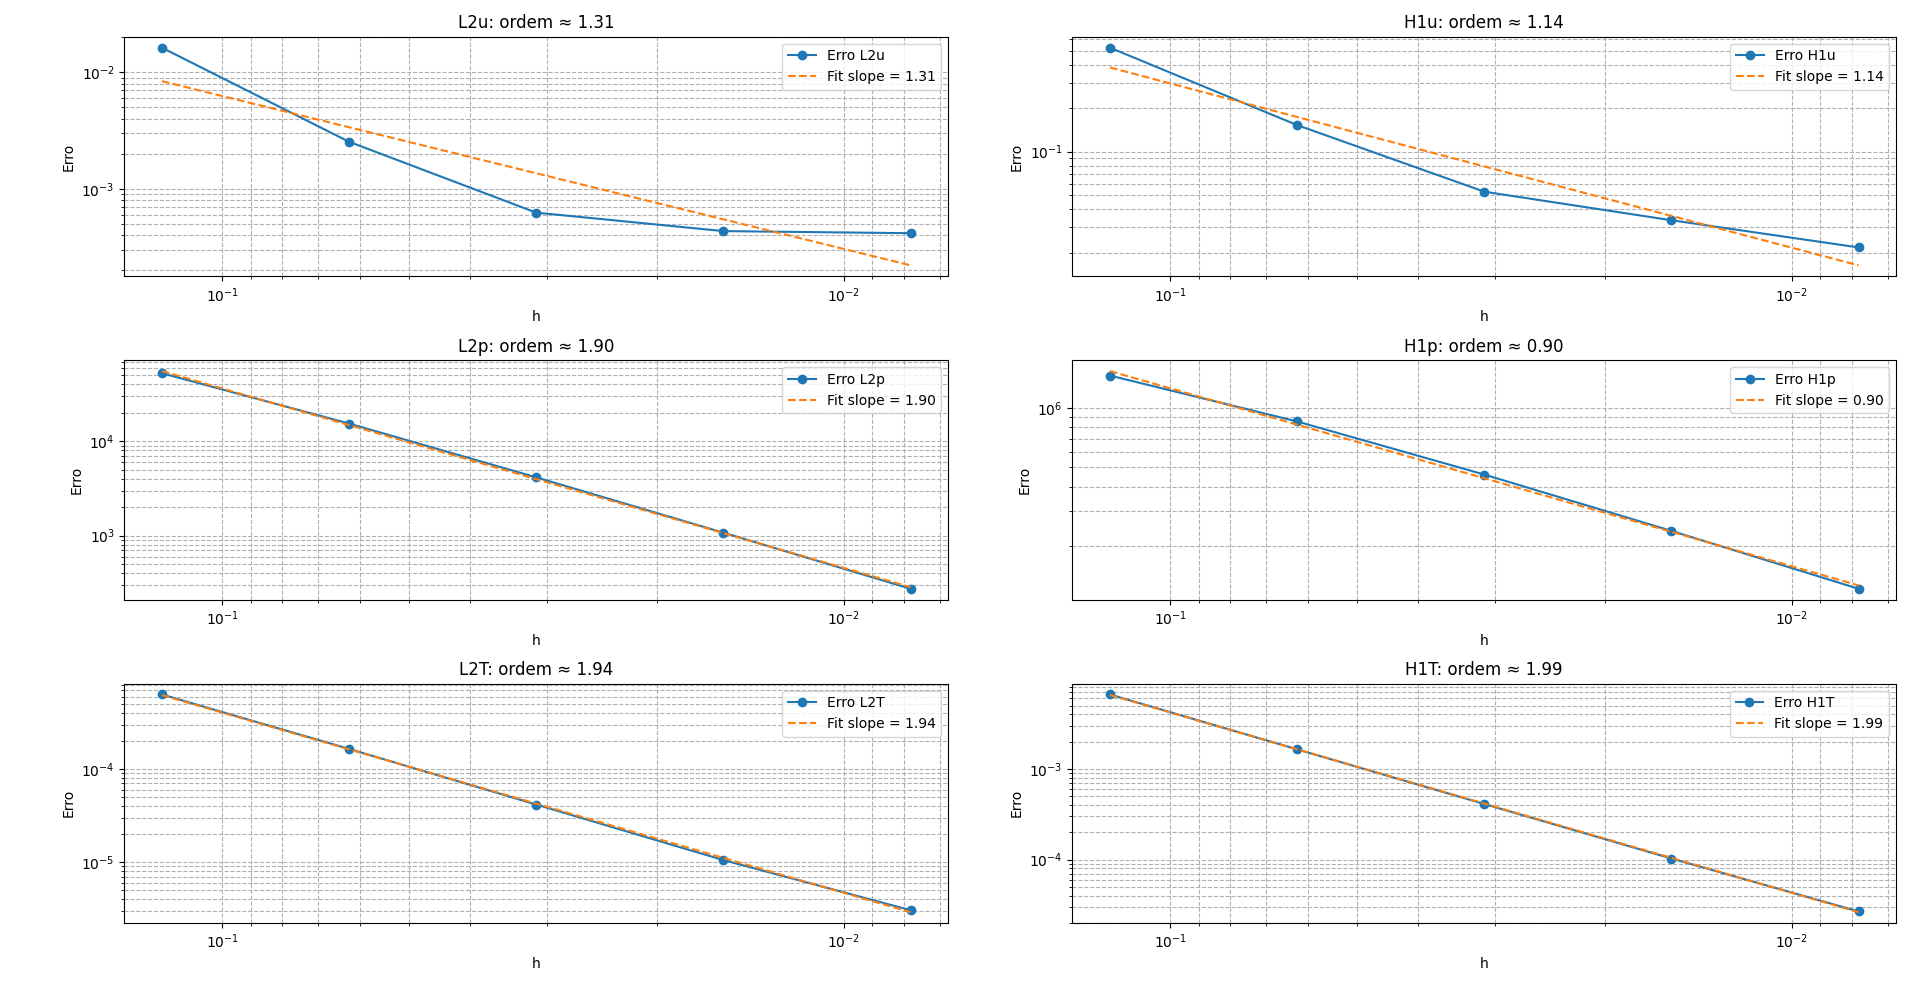 L2u: ordem ≈ 1.31
Erro L2u
Fit slope = 1.31
10⁻²
10⁻³
Erro
10⁻¹
10⁻²
h
H1u: ordem ≈ 1.14
Erro H1u
Fit slope = 1.14
10⁻¹
Erro
10⁻¹
10⁻²
h
L2p: ordem ≈ 1.90
Erro L2p
Fit slope = 1.90
10⁴
10³
Erro
10⁻¹
10⁻²
h
H1p: ordem ≈ 0.90
Erro H1p
Fit slope = 0.90
10⁶
Erro
10⁻¹
10⁻²
h
L2T: ordem ≈ 1.94
Erro L2T
Fit slope = 1.94
10⁻⁴
10⁻⁵
Erro
10⁻¹
10⁻²
h
H1T: ordem ≈ 1.99
Erro H1T
Fit slope = 1.99
10⁻³
10⁻⁴
Erro
10⁻¹
10⁻²
h